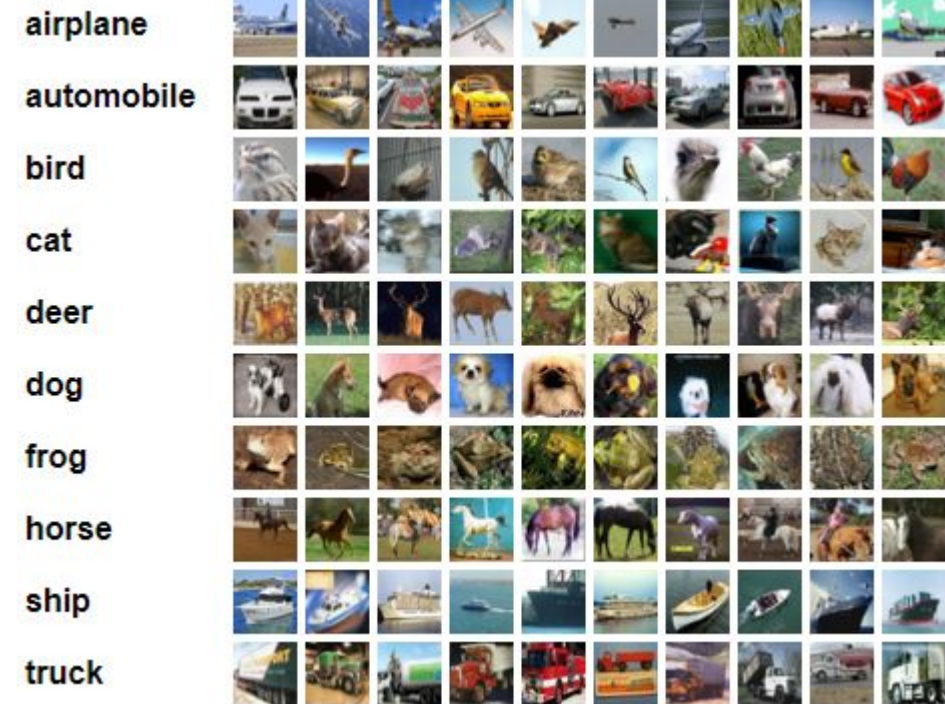 airplane
automobile
bird
cat
deer
dog
frog
horse
ship
truck